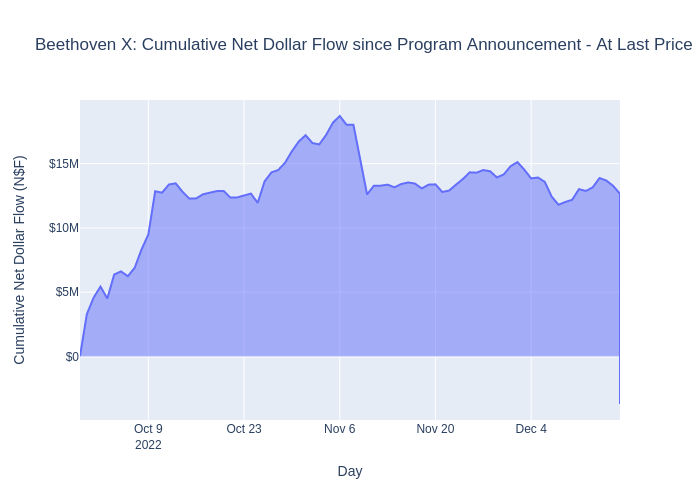 Beethoven X: Cumulative Net Dollar Flow since Program Announcement - At Last Price
Cumulative Net Dollar Flow (N$F)
$15M
$10M
$5M
$0
Oct 9
2022
Oct 23
Nov 6
Nov 20
Dec 4
Day